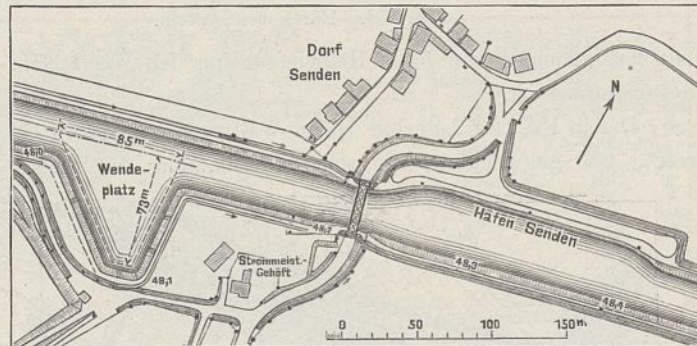 Dorf
Senden
N
85m
48,0
Wende-
platz
73m
Hafen Senden
48,2
Strommeist.-
Gehöft
48,1
48,3
48,4
0 50 100 150m